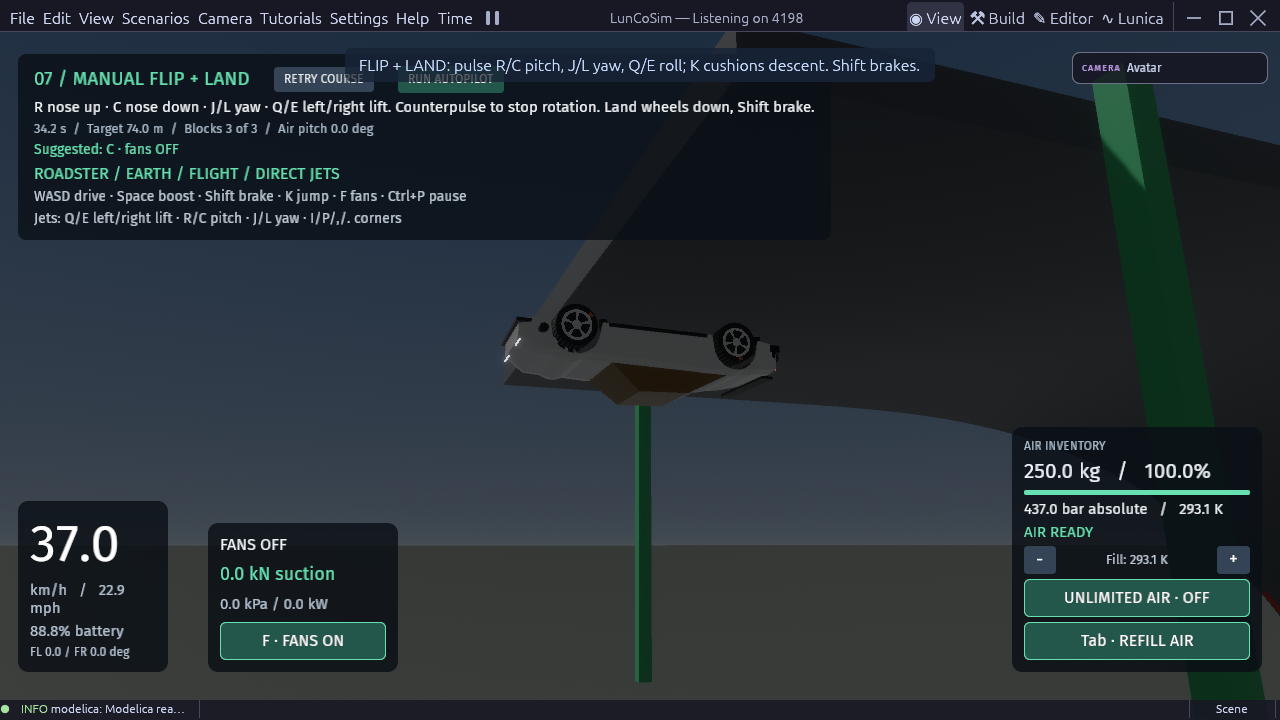 File Edit View Scenarios Camera Tutorials Settings Help Time
LunCoSim — Listening on 4198
View Build Editor Lunica
FLIP + LAND: pulse R/C pitch, J/L yaw, Q/E roll; K cushions descent. Shift brakes.
07 / MANUAL FLIP + LAND
RETRY COURSE
RUN AUTOPILOT
R nose up · C nose down · J/L yaw · Q/E left/right lift. Counterpulse to stop rotation. Land wheels down, Shift brake.
34.2 s / Target 74.0 m / Blocks 3 of 3 / Air pitch 0.0 deg
Suggested: C · fans OFF
ROADSTER / EARTH / FLIGHT / DIRECT JETS
WASD drive · Space boost · Shift brake · K jump · F fans · Ctrl+P pause
Jets: Q/E left/right lift · R/C pitch · J/L yaw · I/P/,/. corners
CAMERA Avatar
37.0
km/h / 22.9
mph
88.8% battery
FL 0.0 / FR 0.0 deg
FANS OFF
0.0 kN suction
0.0 kPa / 0.0 kW
F · FANS ON
AIR INVENTORY
250.0 kg / 100.0%
437.0 bar absolute / 293.1 K
AIR READY
- Fill: 293.1 K +
UNLIMITED AIR · OFF
Tab · REFILL AIR
INFO modelica: Modelica rea...
Scene